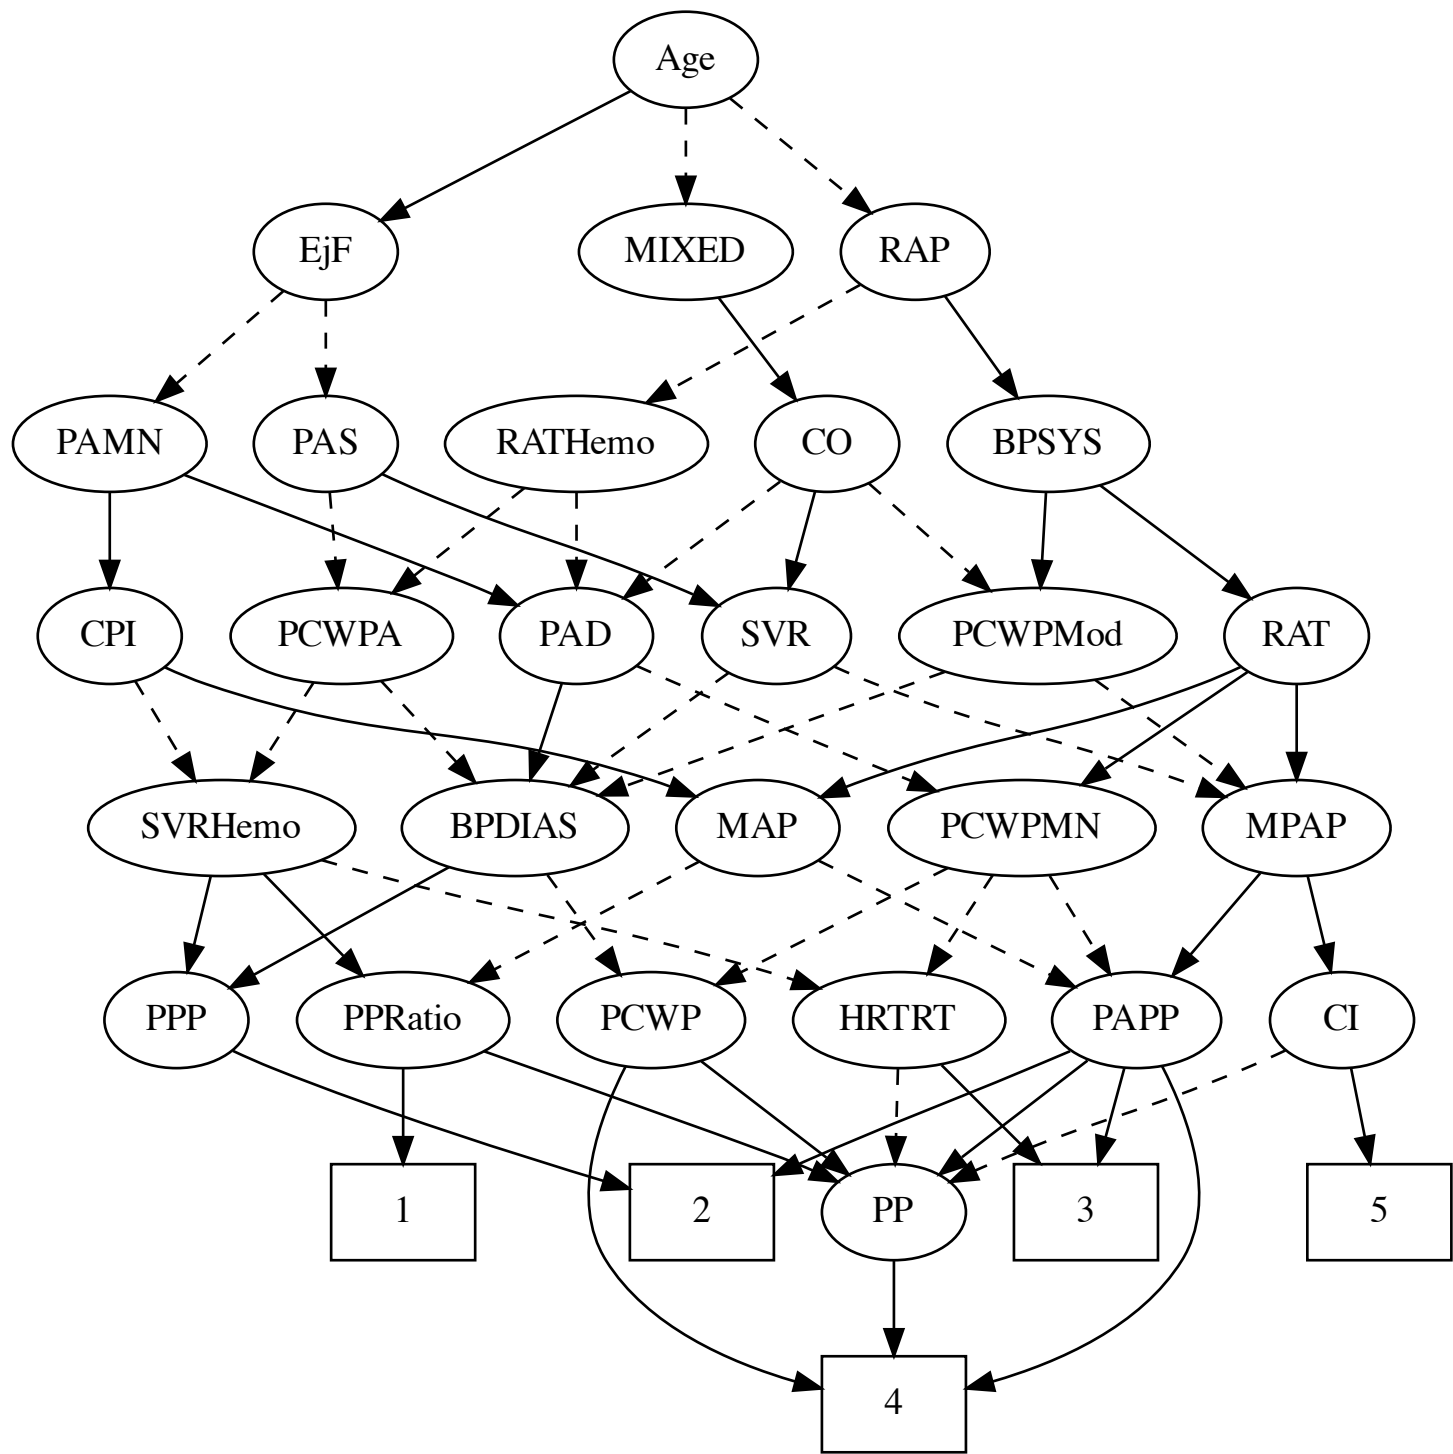 Age
EjF
MIXED
RAP
PAMN
PAS
RATHemo
CO
BPSYS
CPI
PCWPA
PAD
SVR
PCWPMod
RAT
SVRHemo
BPDIAS
MAP
PCWPMN
MPAP
PPP
PPRatio
PCWP
HRTRT
PAPP
CI
1
2
PP
3
5
4